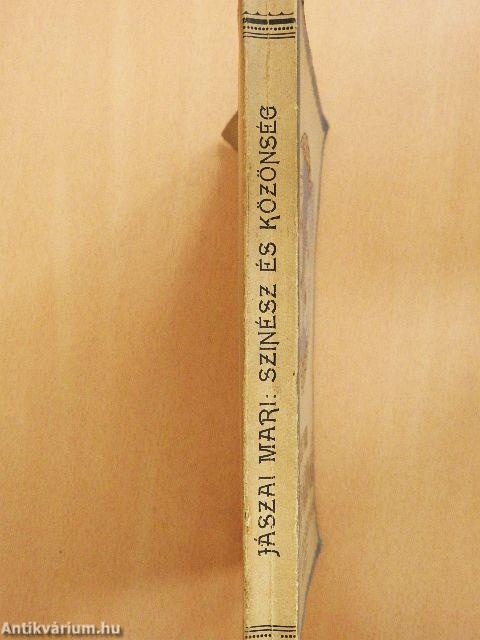 JÁSZAI MARI: SZINÉSZ ÉS KÖZÖNSÉG
Antikvárium.hu